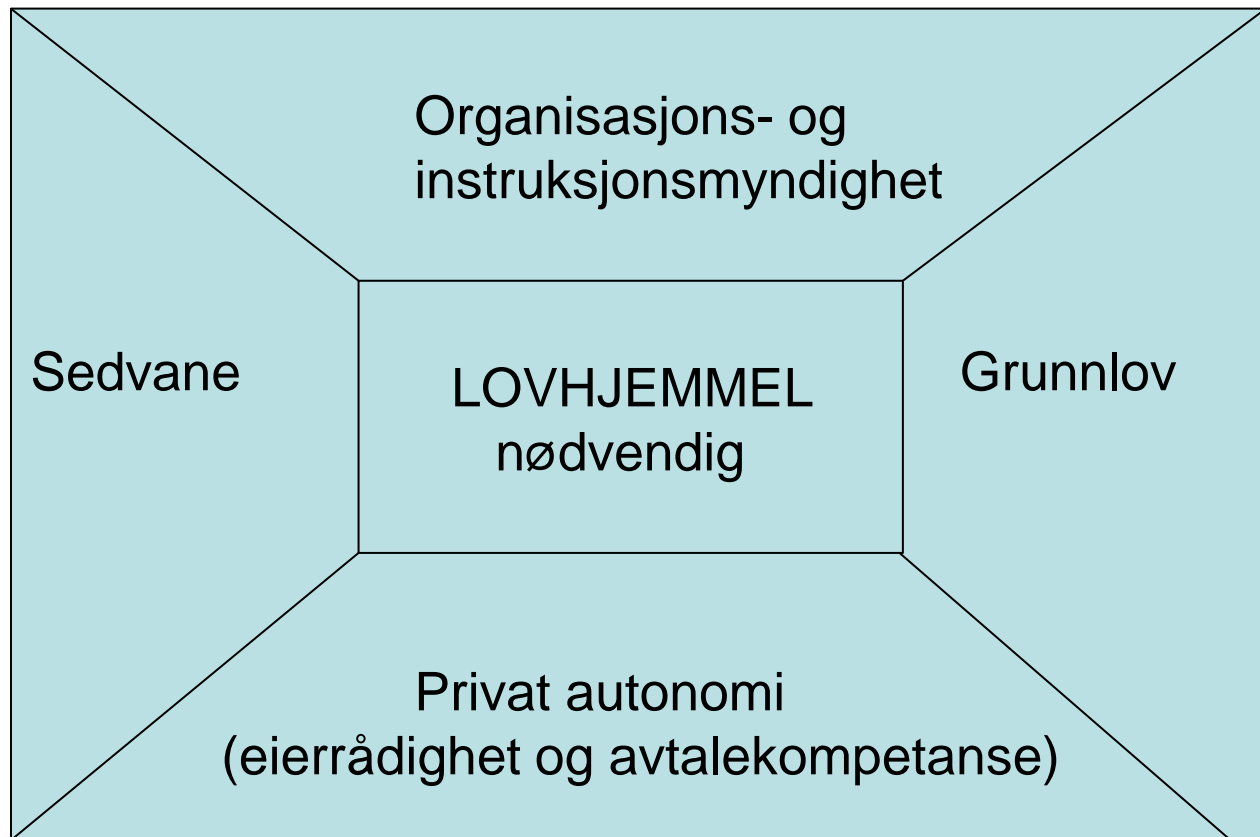 Organisasjons- og
instruksjonsmyndighet
Sedvane
LOVHJEMMEL
nødvendig
Grunnlov
Privat autonomi
(eierrådighet og avtalekompetanse)